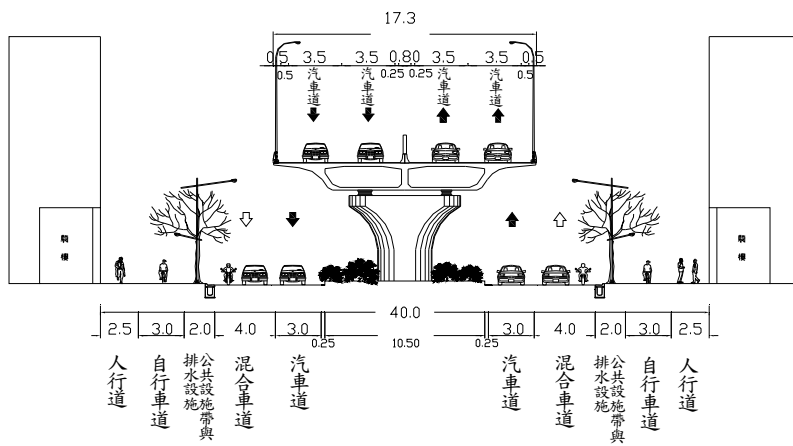 17.3
0.5 3.5 3.5 0.80 3.5 3.5 0.5
0.5 0.25 0.25 0.5
汽車道 汽車道 汽車道 汽車道
騎樓 騎樓
40.0
2.5 3.0 2.0 4.0 3.0 3.0 4.0 2.0 3.0 2.5
0.25 10.50 0.25
人行道
自行車道
公共設施帶與
排水設施
混合車道
汽車道
汽車道
混合車道
公共設施帶與
排水設施
自行車道
人行道